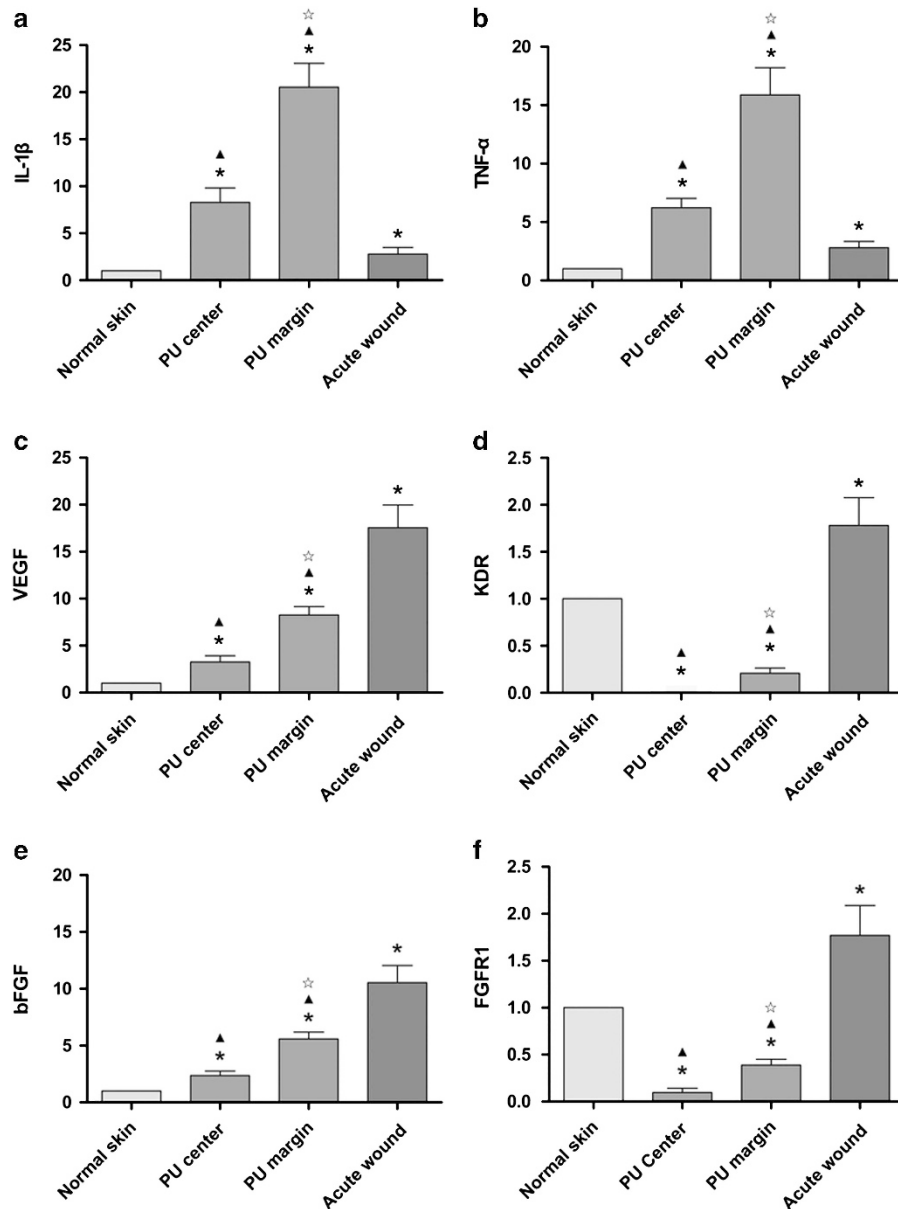 a
IL-1β
25
20
15
10
5
0
☆
▲
*
▲
*
*
Normal skin
PU center
PU margin
Acute wound
b
TNF-α
20
15
10
5
0
☆
▲
*
▲
*
*
Normal skin
PU center
PU margin
Acute wound
c
VEGF
25
20
15
10
5
0
*
☆
▲
*
▲
*
Normal skin
PU center
PU margin
Acute wound
d
KDR
2.5
2.0
1.5
1.0
0.5
0.0
*
☆
▲
*
▲
*
Normal skin
PU center
PU margin
Acute wound
e
bFGF
20
15
10
5
0
*
☆
▲
*
▲
*
Normal skin
PU center
PU margin
Acute wound
f
FGFR1
2.5
2.0
1.5
1.0
0.5
0.0
*
☆
▲
*
▲
*
Normal skin
PU Center
PU margin
Acute wound